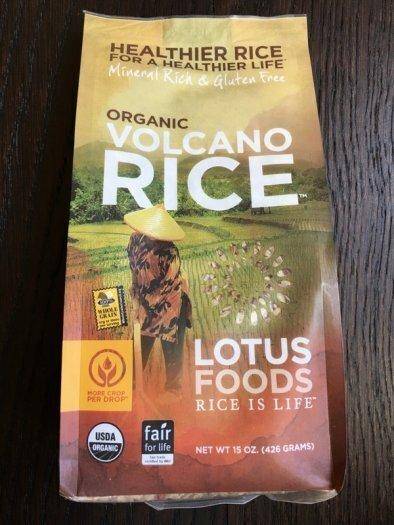 HEALTHIER RICE
FOR A HEALTHIER LIFE™
Mineral Rich & Gluten Free
ORGANIC
VOLCANO
RICE™
WHOLE
GRAIN
LOTUS
FOODS
RICE IS LIFE™
MORE CROP
PER DROP™
USDA
ORGANIC
fair
for life
NET WT 15 OZ. (426 GRAMS)